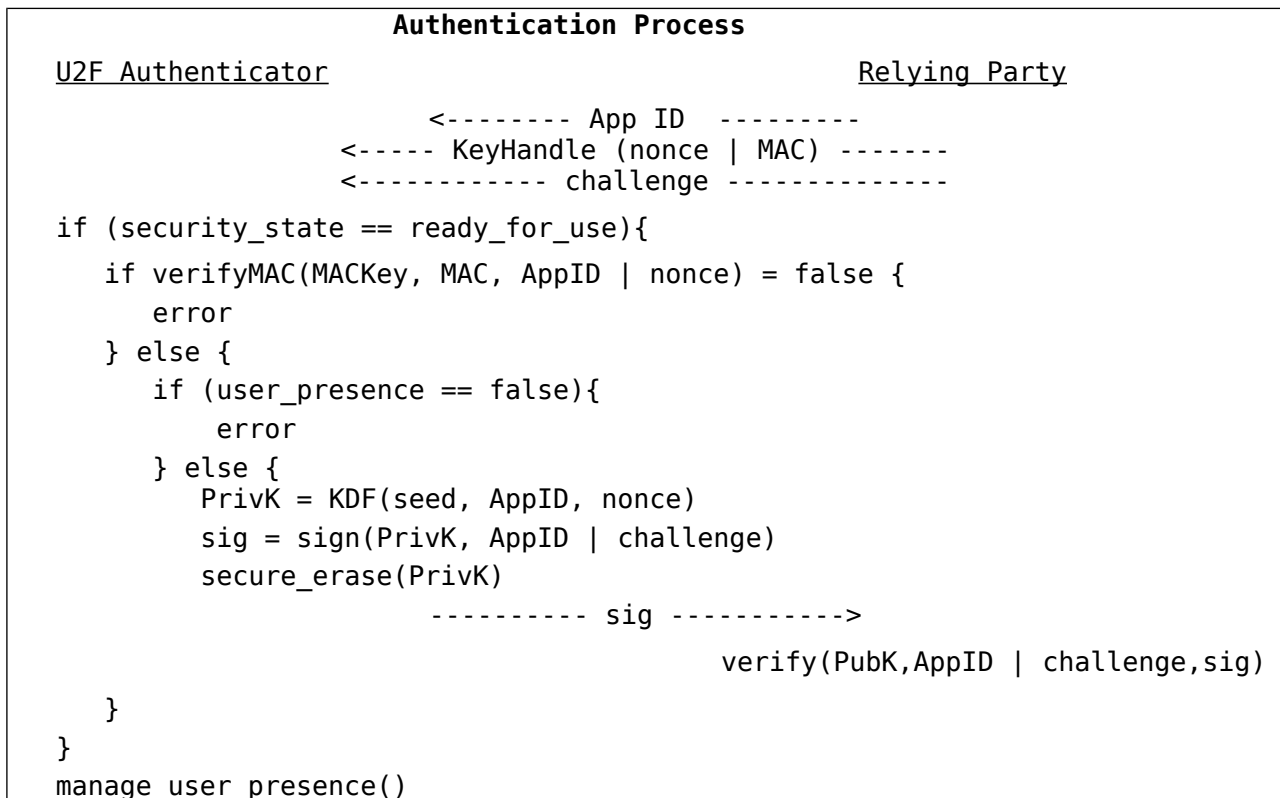 Authentication Process
U2F Authenticator Relying Party
<-------- App ID ---------
<----- KeyHandle (nonce | MAC) -------
<------------ challenge --------------
if (security_state == ready_for_use){
if verifyMAC(MACKey, MAC, AppID | nonce) = false {
error
} else {
if (user_presence == false){
error
} else {
PrivK = KDF(seed, AppID, nonce)
sig = sign(PrivK, AppID | challenge)
secure_erase(PrivK)
---------- sig ----------->
verify(PubK,AppID | challenge,sig)
}
}
manage user presence()